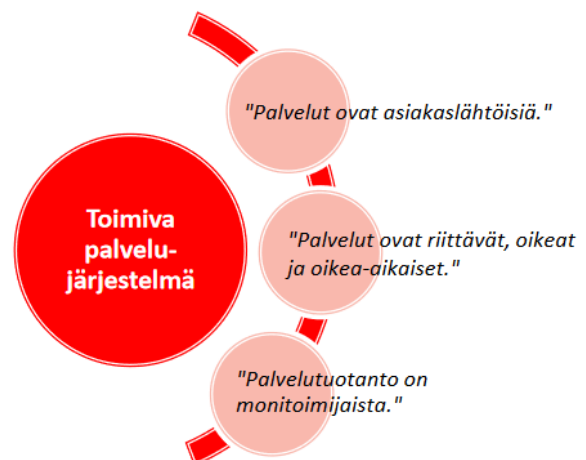 "Palvelut ovat asiakaslähtöisiä."
Toimiva
palvelu-
järjestelmä
"Palvelut ovat riittävät, oikeat
ja oikea-aikaiset."
"Palvelutuotanto on
monitoimijaista."